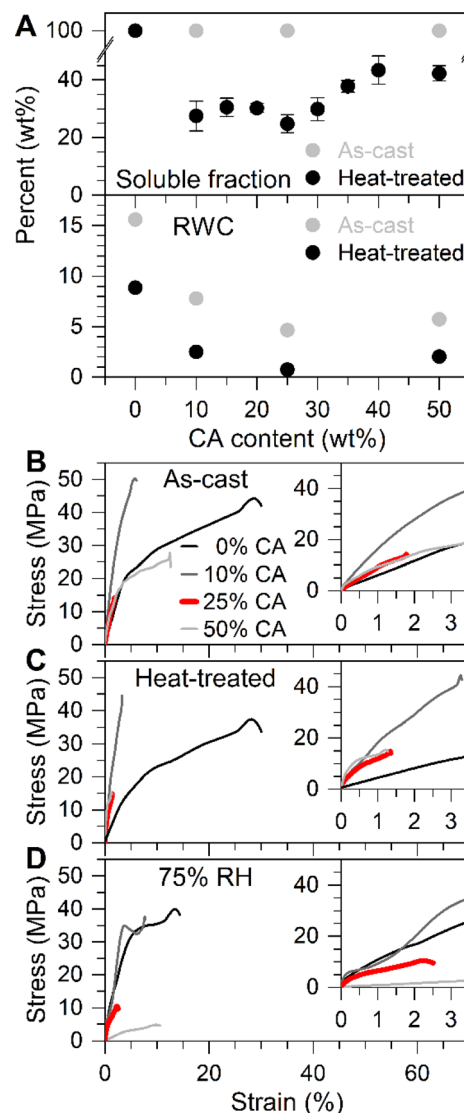 A
100
40
20
0
Percent (wt%)
As-cast
Soluble fraction
Heat-treated
15
10
5
0
RWC
As-cast
Heat-treated
0 10 20 30 40 50
CA content (wt%)
B
50
40
30
20
10
0
Stress (MPa)
As-cast
0% CA
10% CA
25% CA
50% CA
40
20
0
0 1 2 3
C
50
40
30
20
10
0
Stress (MPa)
Heat-treated
40
20
0
0 1 2 3
D
50
40
30
20
10
0
Stress (MPa)
75% RH
40
20
0
0 1 2 3
0 20 40 60
Strain (%)